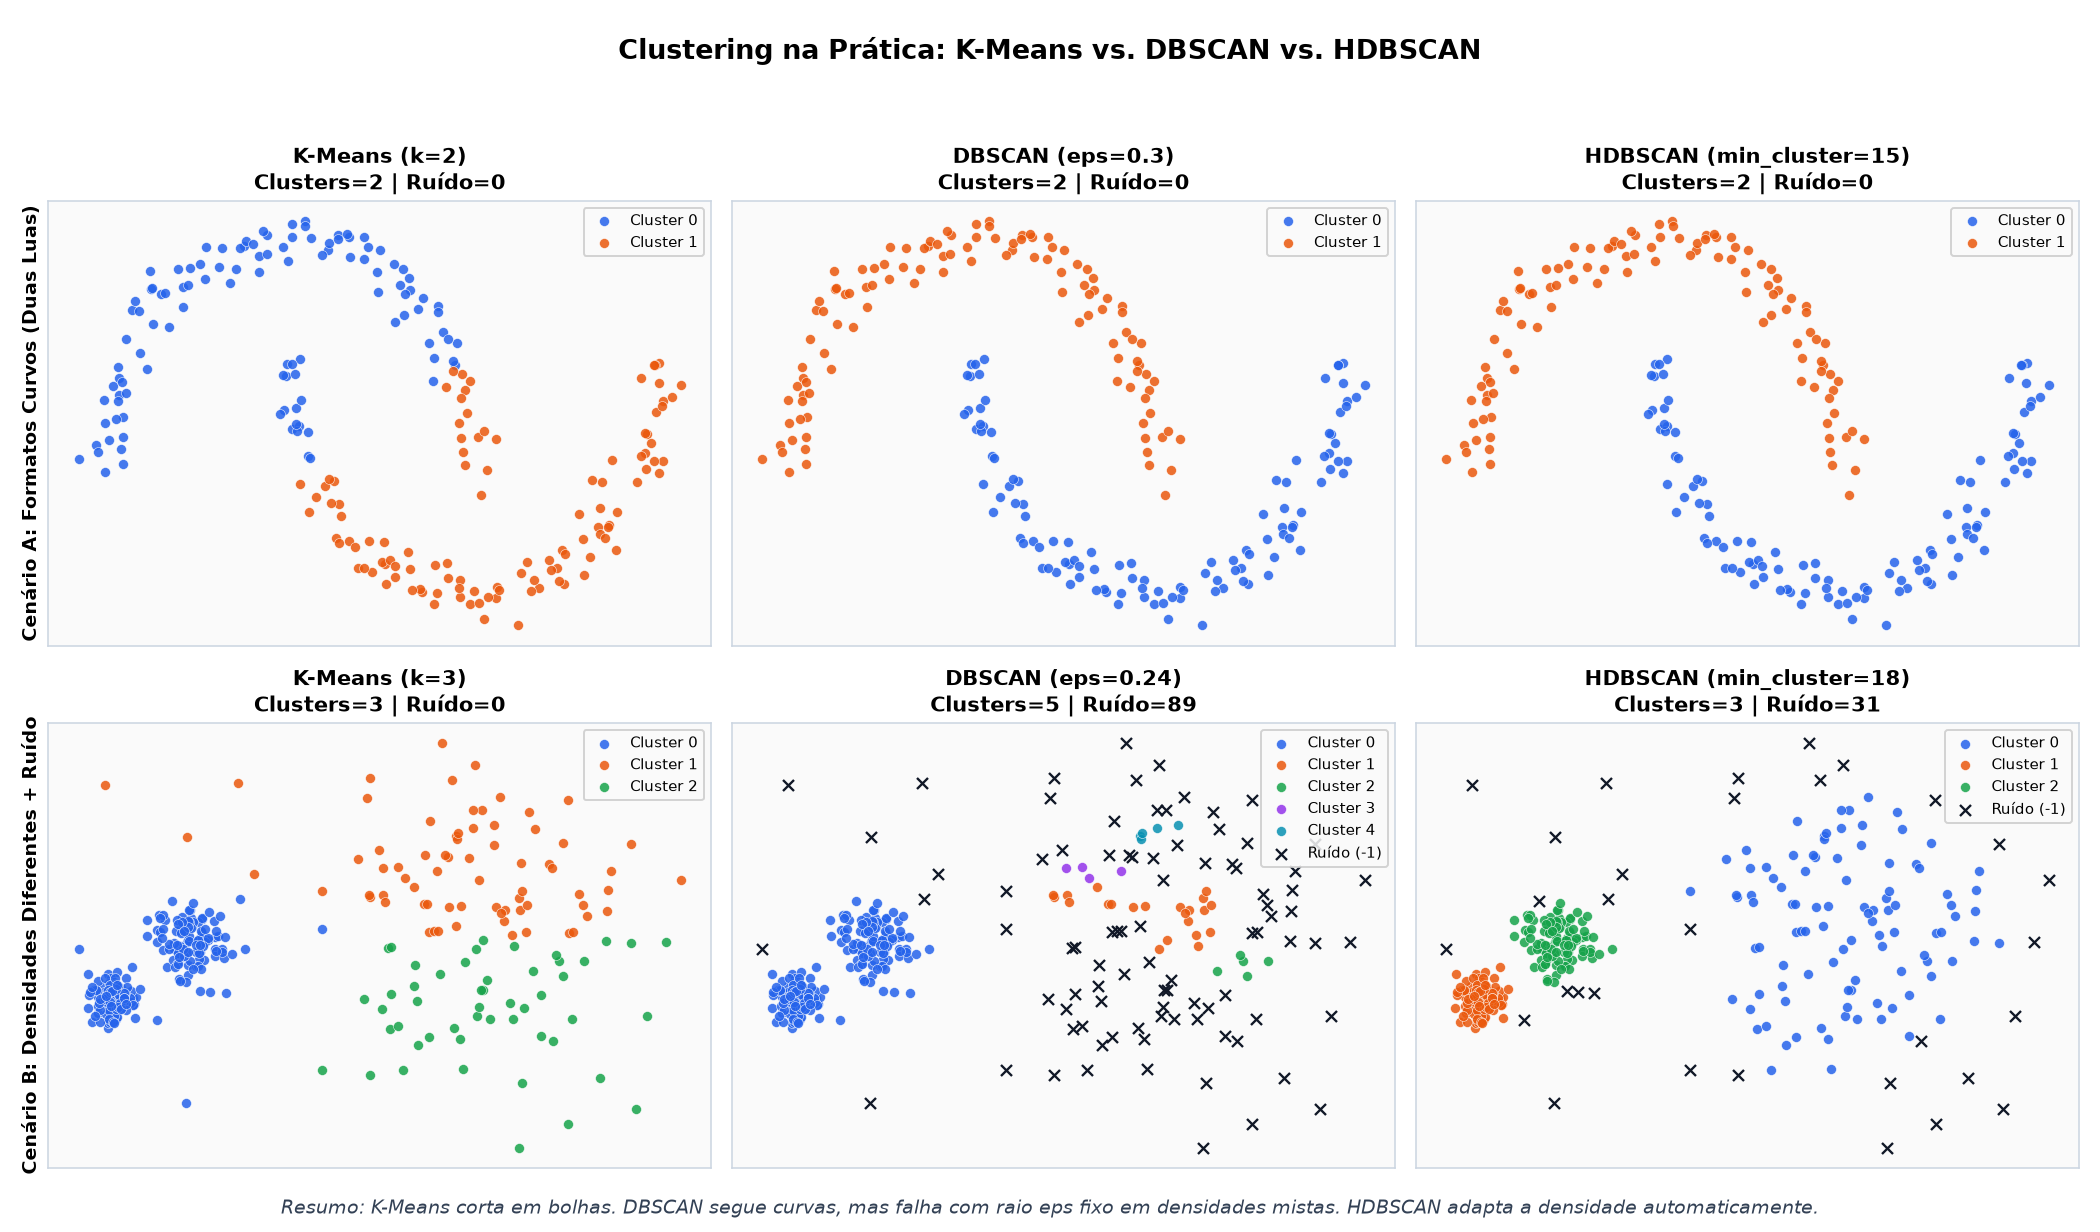 Clustering na Prática: K-Means vs. DBSCAN vs. HDBSCAN
K-Means (k=2)
Clusters=2 | Ruído=0
DBSCAN (eps=0.3)
Clusters=2 | Ruído=0
HDBSCAN (min_cluster=15)
Clusters=2 | Ruído=0
Cenário A: Formatos Curvos (Duas Luas)
Cluster 0
Cluster 1
Cluster 0
Cluster 1
Cluster 0
Cluster 1
K-Means (k=3)
Clusters=3 | Ruído=0
DBSCAN (eps=0.24)
Clusters=5 | Ruído=89
HDBSCAN (min_cluster=18)
Clusters=3 | Ruído=31
Cenário B: Densidades Diferentes + Ruído
Cluster 0
Cluster 1
Cluster 2
Cluster 0
Cluster 1
Cluster 2
Cluster 3
Cluster 4
Ruído (-1)
Cluster 0
Cluster 1
Cluster 2
Ruído (-1)
Resumo: K-Means corta em bolhas. DBSCAN segue curvas, mas falha com raio eps fixo em densidades mistas. HDBSCAN adapta a densidade automaticamente.